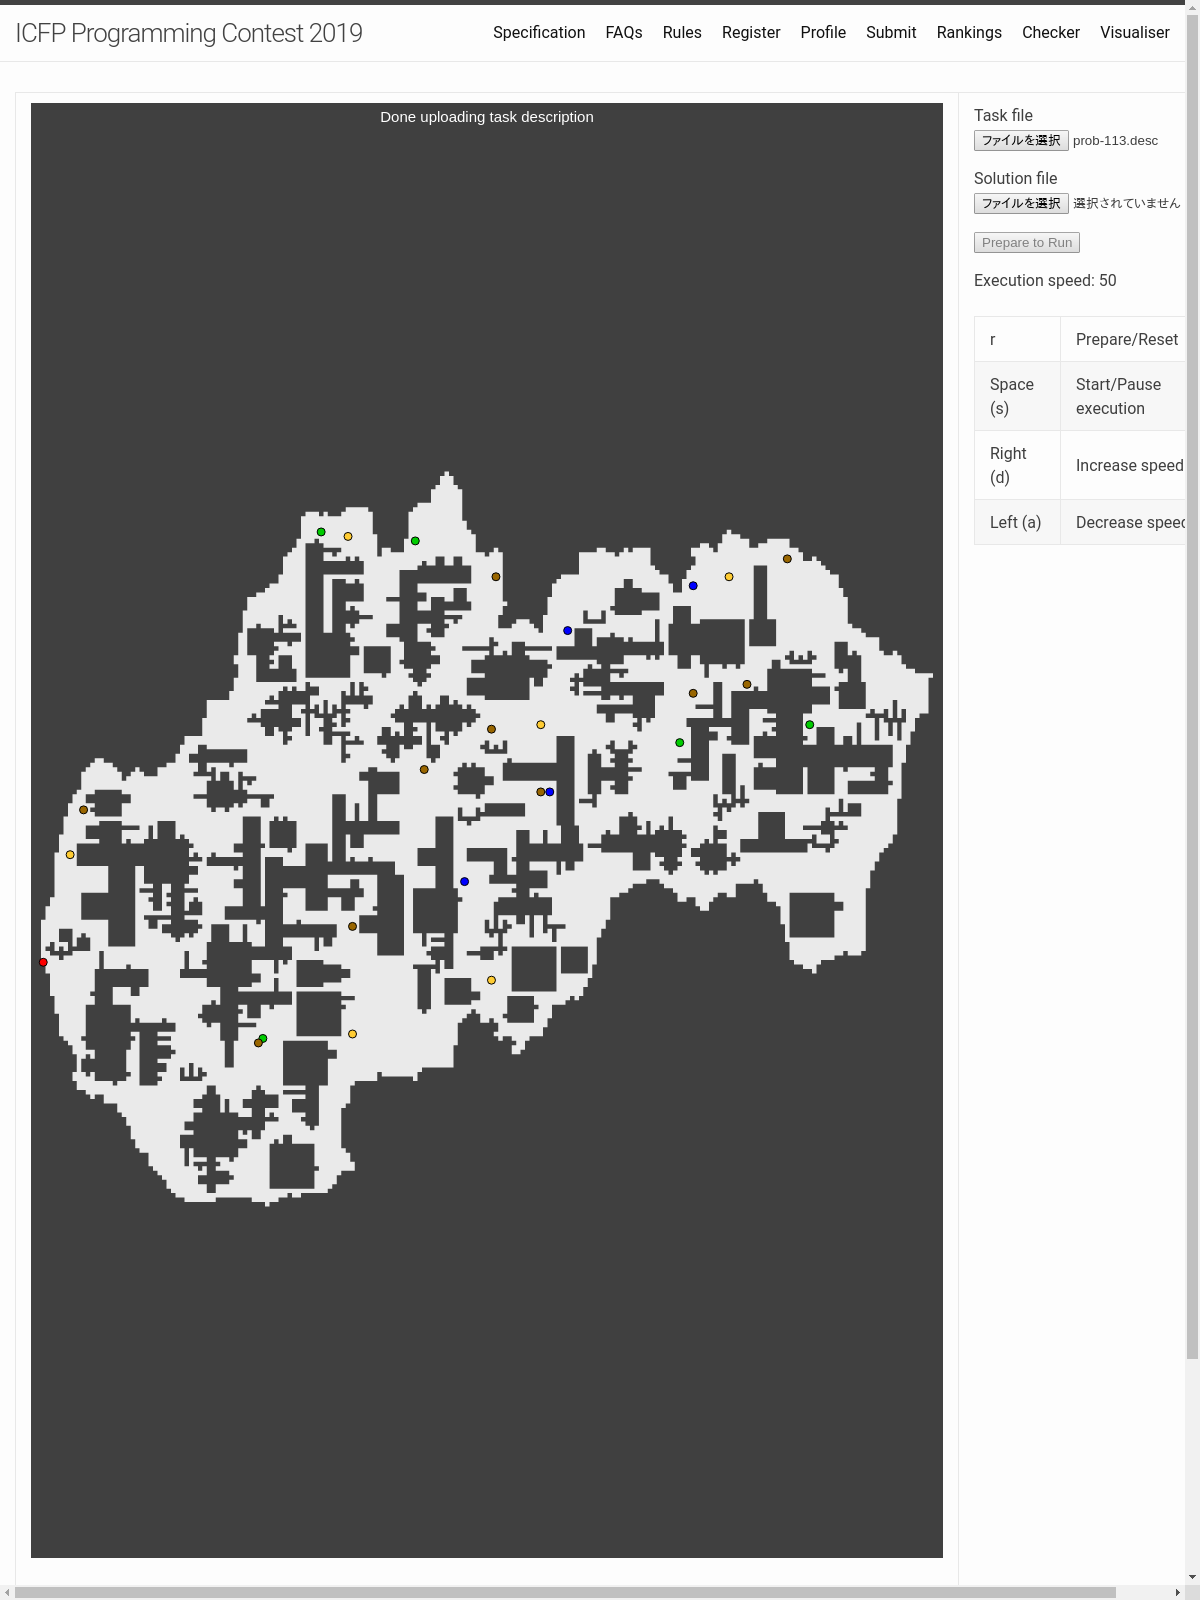 ICFP Programming Contest 2019
Specification FAQs Rules Register Profile Submit Rankings Checker Visualiser
Done uploading task description
Task file
ファイルを選択 prob-113.desc
Solution file
ファイルを選択 選択されていません
Prepare to Run
Execution speed: 50
r Prepare/Reset
Space (s) Start/Pause execution
Right (d) Increase speed
Left (a) Decrease speed